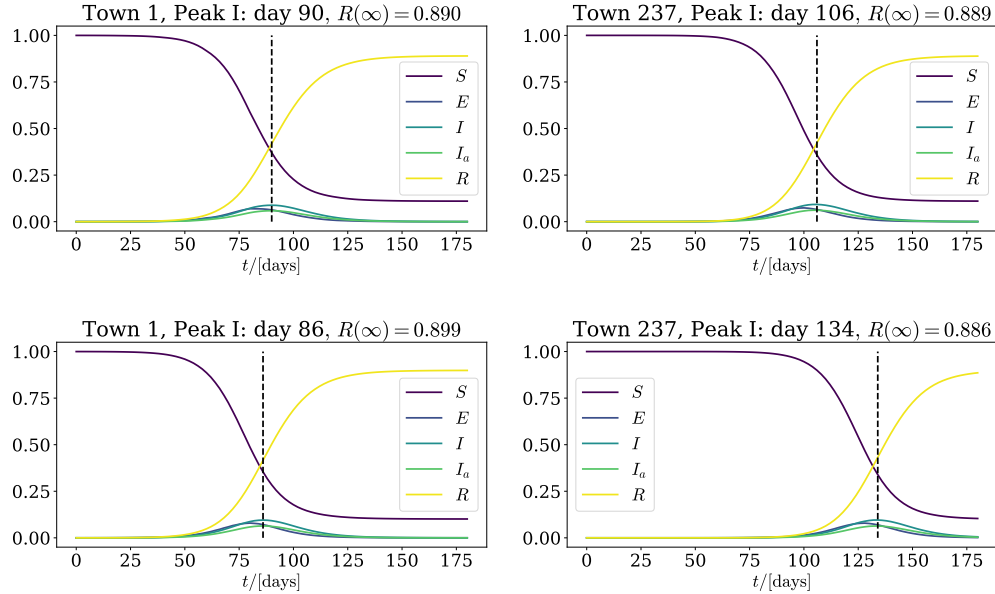 Town 1, Peak I: day 90, R(∞) = 0.890
1.00
0.75
0.50
0.25
0.00
S
E
I
I_a
R
0 25 50 75 100 125 150 175
t/[days]
Town 237, Peak I: day 106, R(∞) = 0.889
1.00
0.75
0.50
0.25
0.00
S
E
I
I_a
R
0 25 50 75 100 125 150 175
t/[days]
Town 1, Peak I: day 86, R(∞) = 0.899
1.00
0.75
0.50
0.25
0.00
S
E
I
I_a
R
0 25 50 75 100 125 150 175
t/[days]
Town 237, Peak I: day 134, R(∞) = 0.886
1.00
0.75
0.50
0.25
0.00
S
E
I
I_a
R
0 25 50 75 100 125 150 175
t/[days]